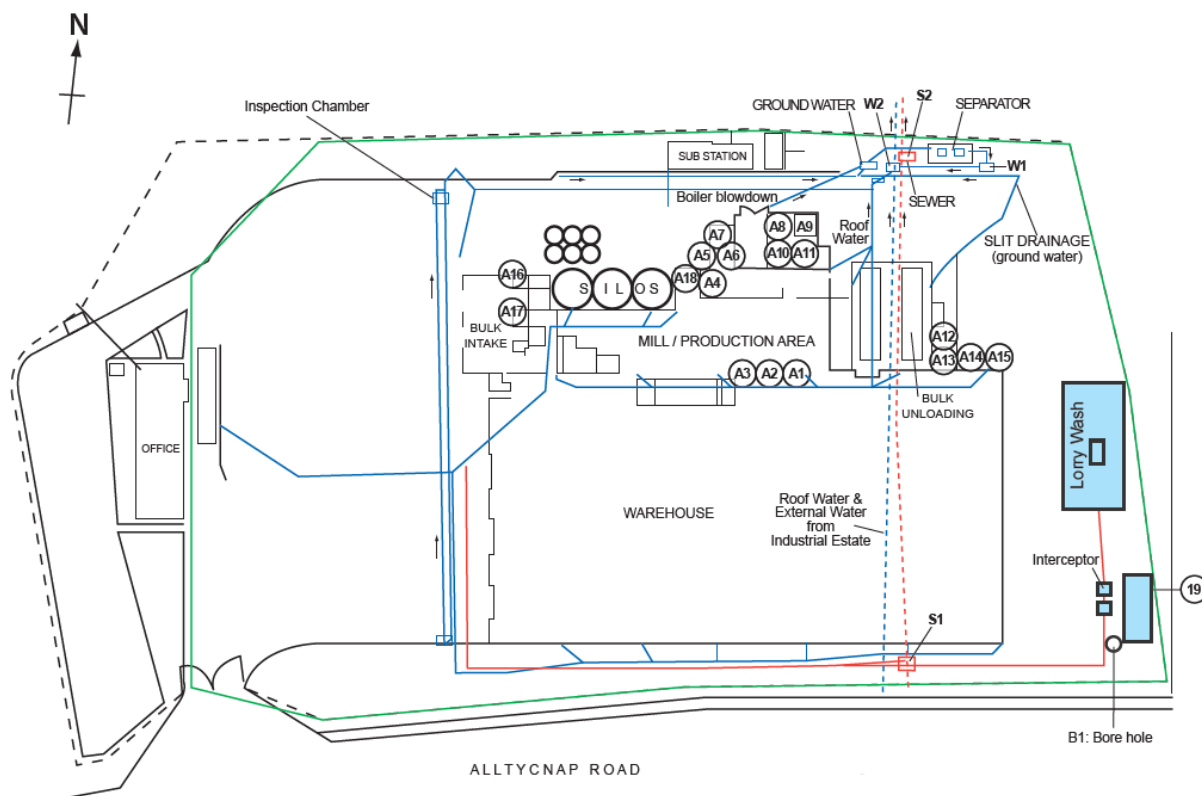 N
Inspection Chamber
GROUND WATER
W2
S2
SEPARATOR
SUB STATION
W1
Boiler blowdown
SEWER
Roof
Water
SLIT DRAINAGE
(ground water)
A7
A8
A9
A5
A6
A10
A11
A16
A18
A4
S I L O S
A17
BULK
INTAKE
MILL / PRODUCTION AREA
A12
A13
A14
A15
A3
A2
A1
BULK
UNLOADING
OFFICE
Lorry Wash
WAREHOUSE
Roof Water &
External Water
from
Industrial Estate
Interceptor
19
S1
B1: Bore hole
ALLTYCNAP ROAD